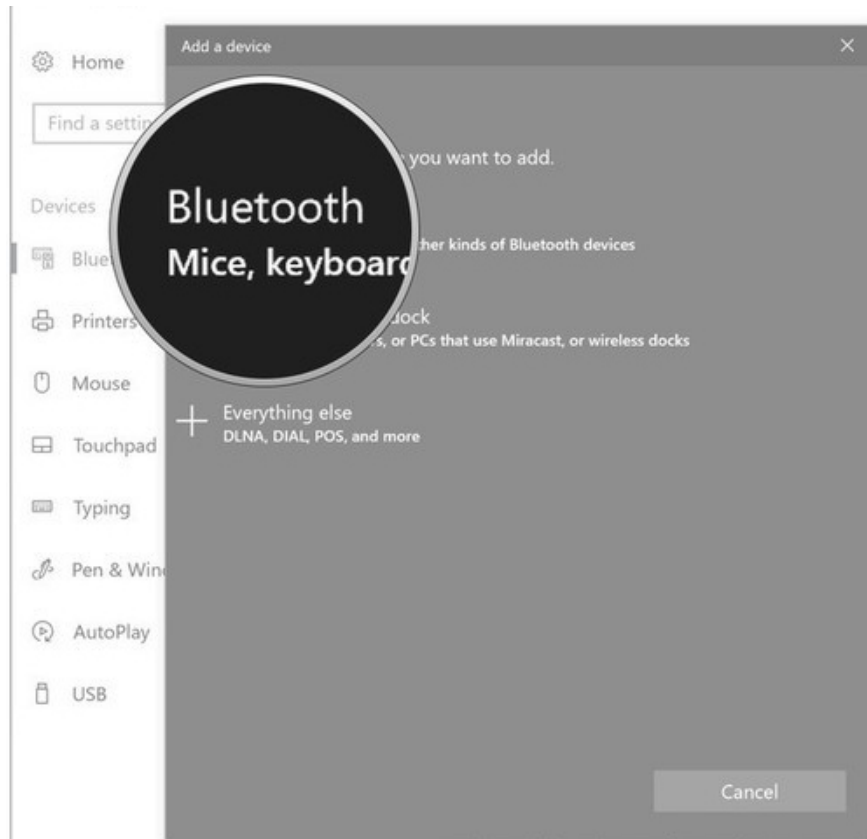 Home
Find a settin
Devices
Blue
Printers
Mouse
Touchpad
Typing
Pen & Win
AutoPlay
USB
Add a device
you want to add.
Bluetooth
Mice, keyboard
ther kinds of Bluetooth devices
dock
s, or PCs that use Miracast, or wireless docks
Everything else
DLNA, DIAL, POS, and more
Cancel